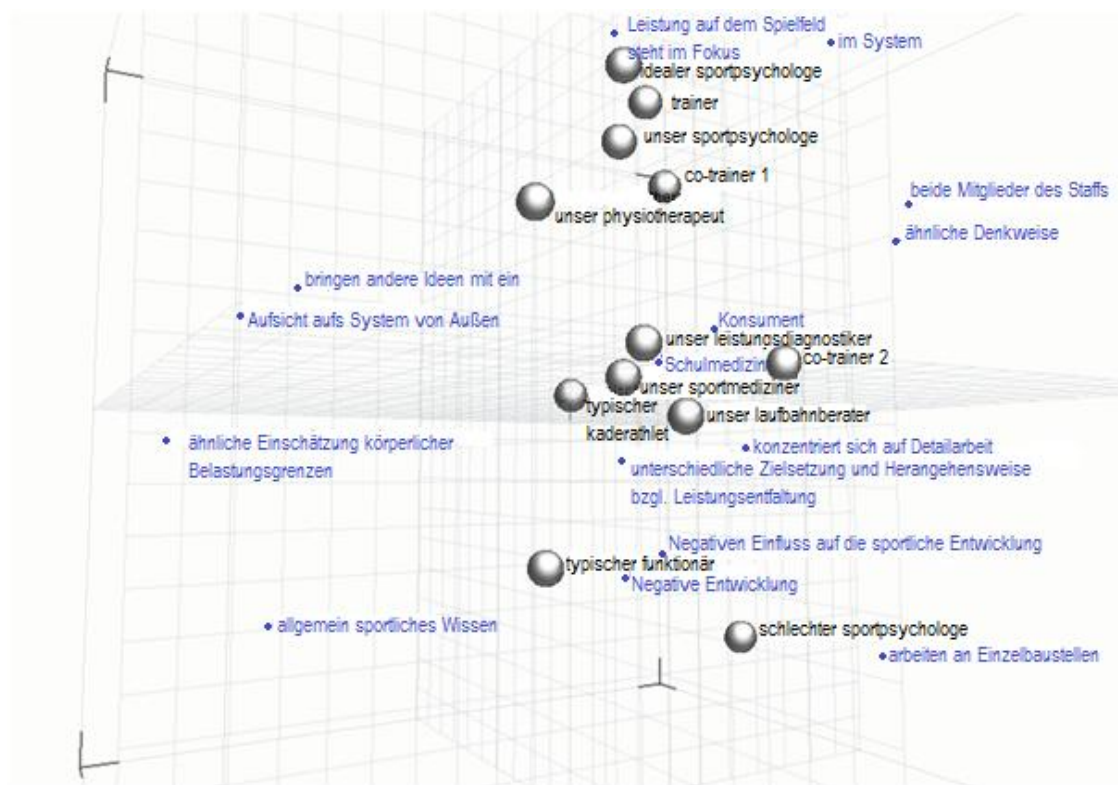 Leistung auf dem Spielfeld
steht im Fokus
im System
idealer sportpsychologe
trainer
unser sportpsychologe
co-trainer 1
unser physiotherapeut
beide Mitglieder des Staffs
ähnliche Denkweise
bringen andere Ideen mit ein
Aufsicht aufs System von Außen
Konsument
unser leistungsdiagnostiker
co-trainer 2
Schulmedizin
unser sportmediziner
typischer
kaderathlet
unser laufbahnberater
ähnliche Einschätzung körperlicher
Belastungsgrenzen
konzentriert sich auf Detailarbeit
unterschiedliche Zielsetzung und Herangehensweise
bzgl. Leistungsentfaltung
Negativen Einfluss auf die sportliche Entwicklung
typischer funktionär
Negative Entwicklung
allgemein sportliches Wissen
schlechter sportpsychologe
arbeiten an Einzelbaustellen